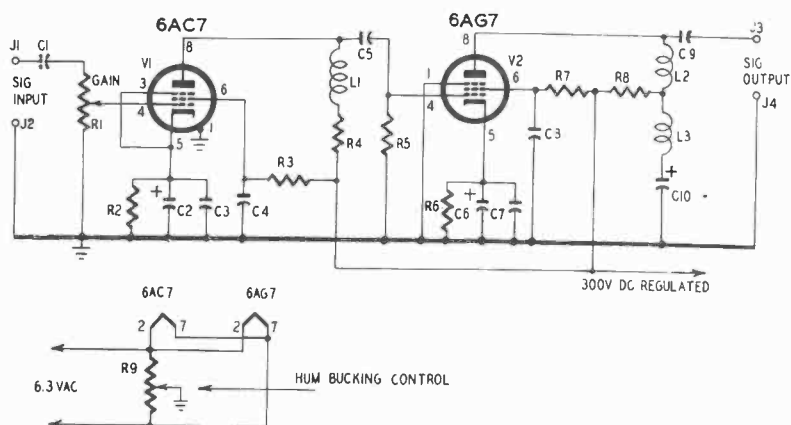 6AC7
6AG7
J1
C1
8
C5
8
J3
V1
V2
C9
GAIN
3
6
L1
1
6
R7
R8
L2
SIG
INPUT
4
4
SIG
OUTPUT
J2
R1
1
R4
R5
C3
J4
5
5
L3
R3
+
+
+
R2
C2
C3
C4
R6
C6
C7
C10
300V DC REGULATED
6AC7
6AG7
2
7
2
7
R9
6.3 VAC
HUM BUCKING CONTROL